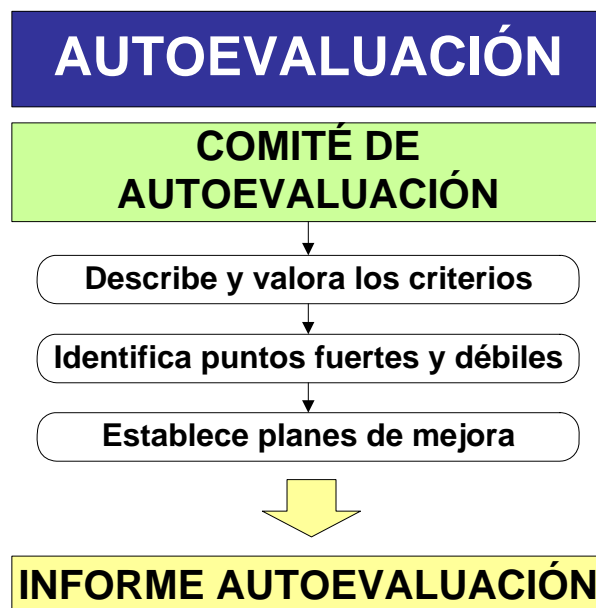 AUTOEVALUACIÓN
COMITÉ DE
AUTOEVALUACIÓN
Describe y valora los criterios
Identifica puntos fuertes y débiles
Establece planes de mejora
INFORME AUTOEVALUACIÓN